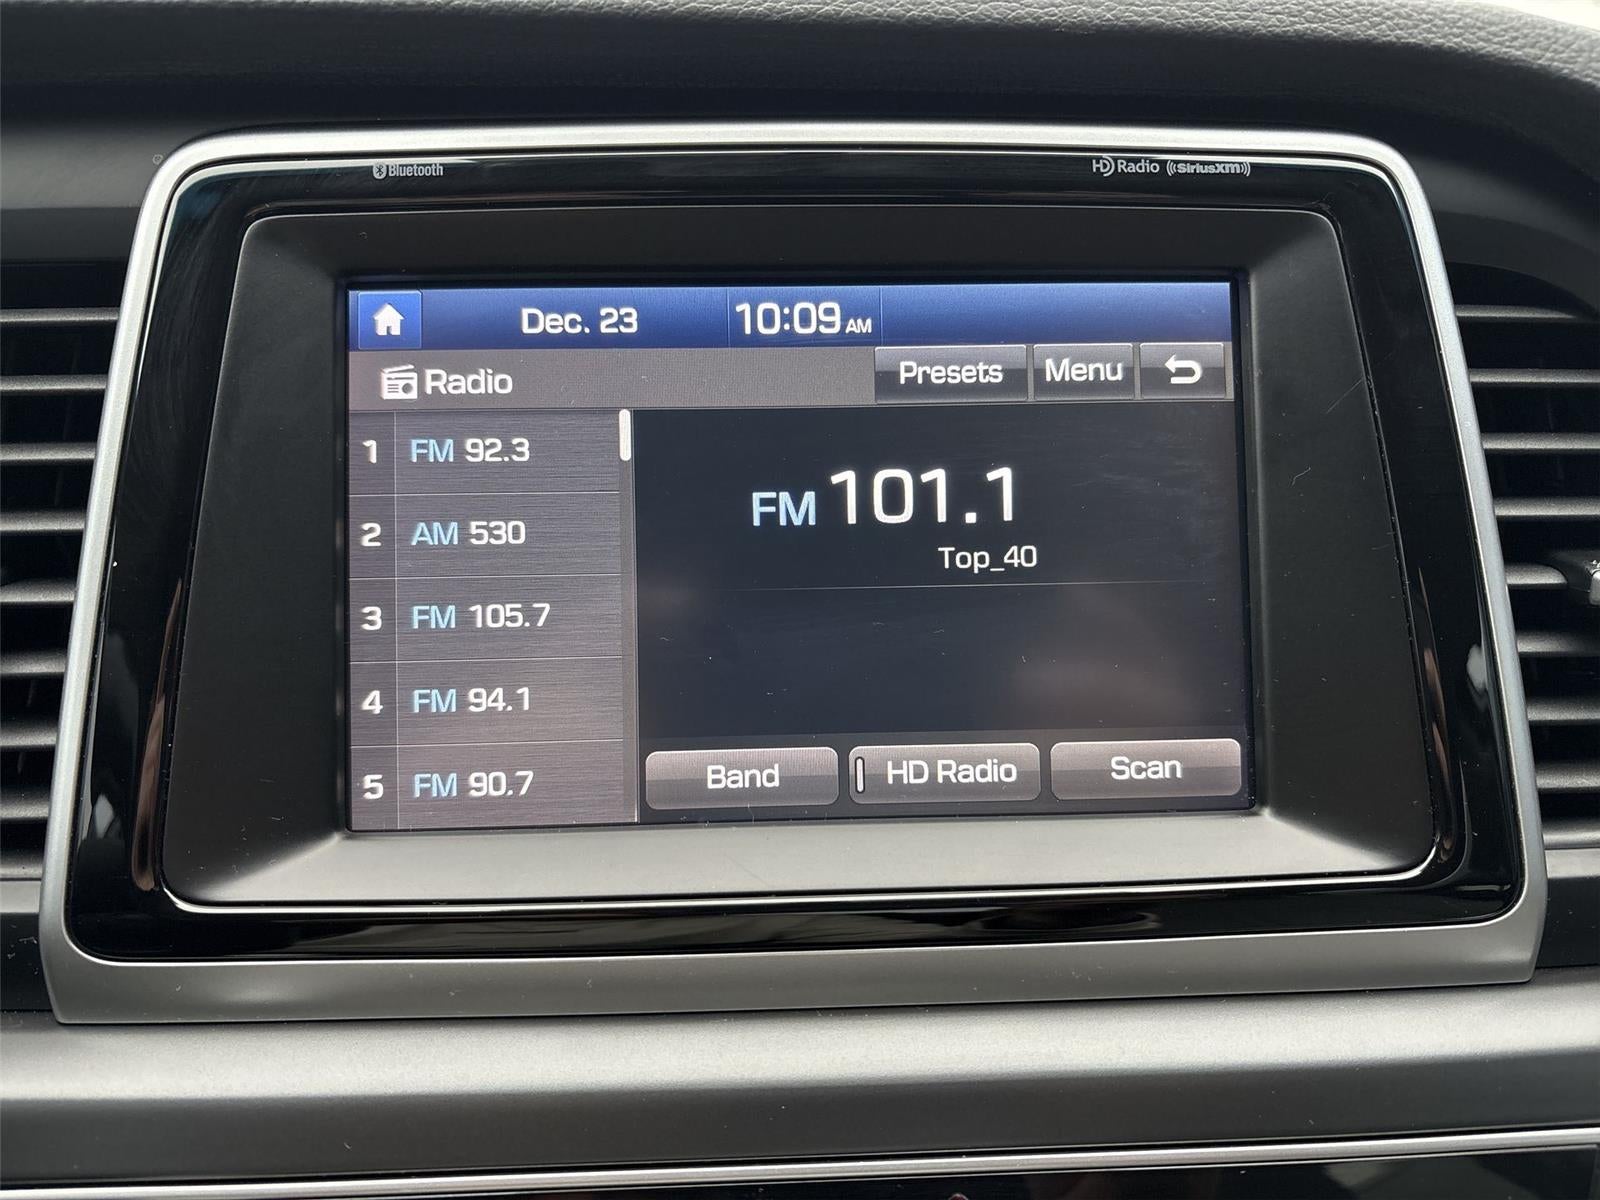 Bluetooth
HD Radio ((SiriusXM))
Dec. 23 10:09 AM
Radio Presets Menu
1 FM 92.3
2 AM 530
3 FM 105.7
4 FM 94.1
5 FM 90.7
FM 101.1
Top_40
Band HD Radio Scan